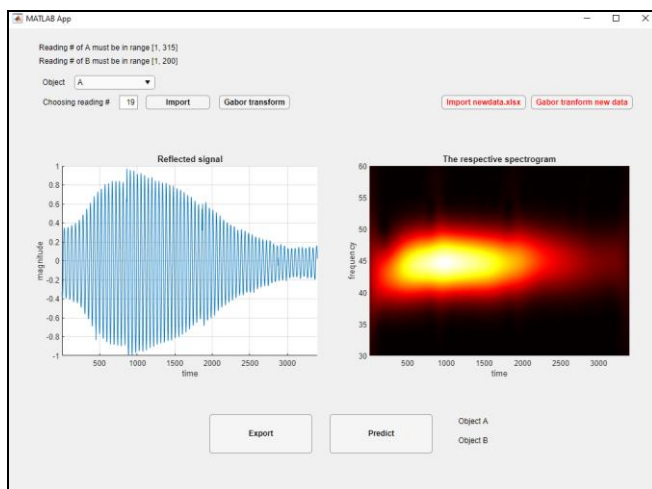 MATLAB App
Reading # of A must be in range [1, 315]
Reading # of B must be in range [1, 200]
Object A
Choosing reading # 19 Import Gabor transform Import newdata.xlsx Gabor tranform new data
Reflected signal
1
0.8
0.6
0.4
0.2
0
-0.2
-0.4
-0.6
-0.8
-1
magnitude
500 1000 1500 2000 2500 3000
time
The respective spectrogram
60
55
50
45
40
35
30
frequency
500 1000 1500 2000 2500 3000
time
Export Predict
Object A
Object B